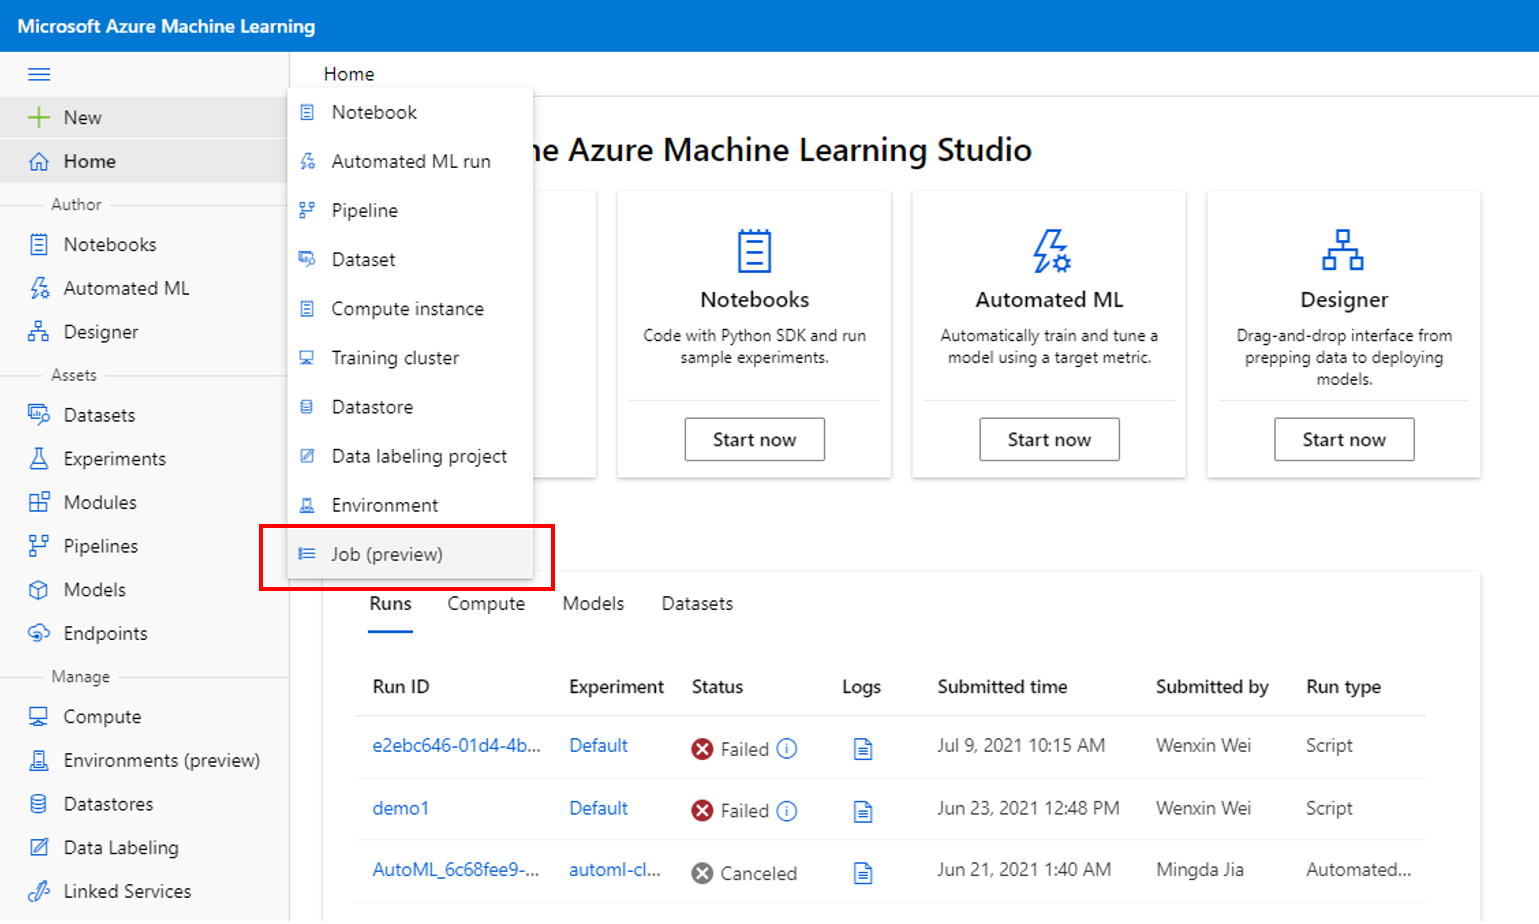 Microsoft Azure Machine Learning
New
Home
Author
Notebooks
Automated ML
Designer
Assets
Datasets
Experiments
Modules
Pipelines
Models
Endpoints
Manage
Compute
Environments (preview)
Datastores
Data Labeling
Linked Services
Home
Notebook
Automated ML run
Pipeline
Dataset
Compute instance
Training cluster
Datastore
Data labeling project
Environment
Job (preview)
Azure Machine Learning Studio
Notebooks
Code with Python SDK and run
sample experiments.
Start now
Automated ML
Automatically train and tune a
model using a target metric.
Start now
Designer
Drag-and-drop interface from
prepping data to deploying
models.
Start now
Runs Compute Models Datasets
Run ID Experiment Status Logs Submitted time Submitted by Run type
e2ebc646-01d4-4b... Default Failed Jul 9, 2021 10:15 AM Wenxin Wei Script
demo1 Default Failed Jun 23, 2021 12:48 PM Wenxin Wei Script
AutoML_6c68fee9-... automl-cl... Canceled Jun 21, 2021 1:40 AM Mingda Jia Automated...